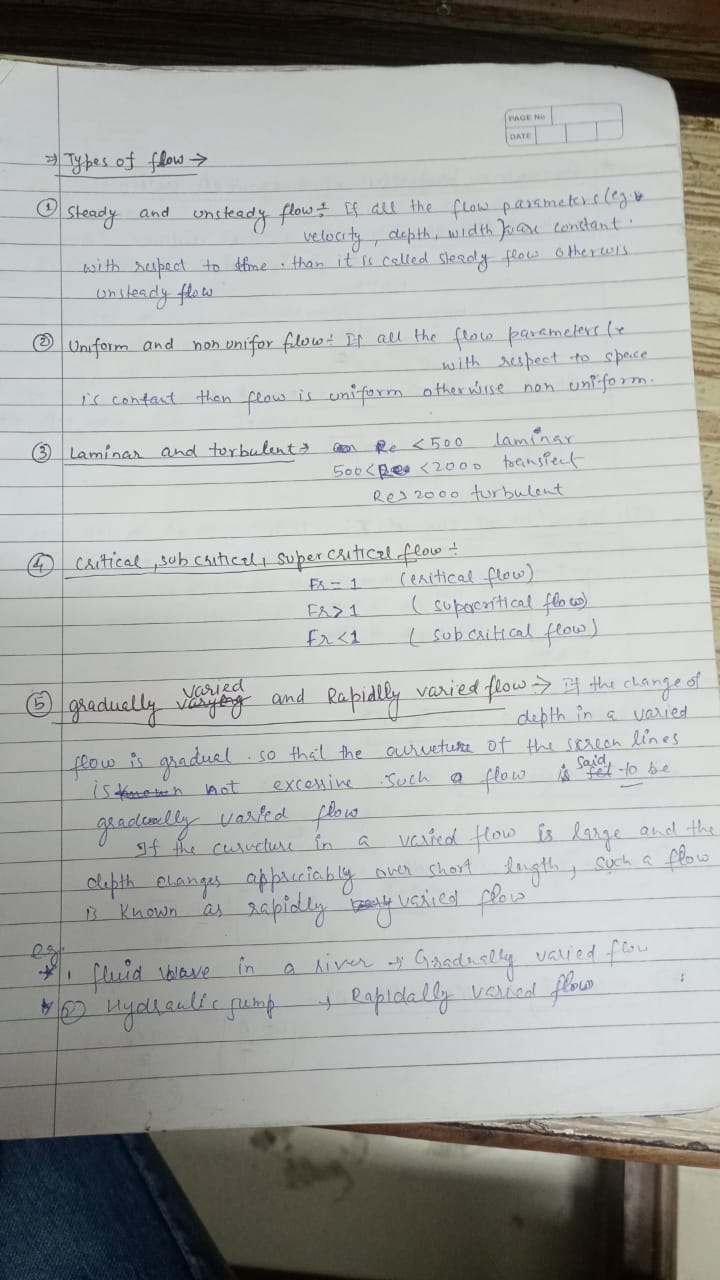 PAGE No
DATE
⇒ Types of flow →
① Steady and unsteady flow ÷ If all the flow parameters (eg.
velocity, depth, width) are constant
with respect to time. than it is called steady flow otherwis
unsteady flow
② Uniform and non unifor flow ÷ If all the flow parameters
with respect to space
is contant then flow is uniform otherwise non uniform.
③ Laminar and turbulent → Re < 500 laminar
500 < Re < 2000 transient
Re > 2000 turbulent
④ critical, sub critical, super critical flow ÷
Fr = 1 (critical flow)
Fr > 1 (supercritical flow)
Fr < 1 (sub critical flow)
⑤ gradually varied and Rapidlly varied flow → If the change of
depth in a varied
flow is gradual. so that the curveture of the screen lines
is not excessive such a flow is said to be
gradually varied flow
If the curveture in a varied flow is large and the
depth changes appreciably over short length, such a flow
is known as rapidly varied flow
eg.
1. fluid wave in a river → Gradually varied flow
② Hydraulic jump → Rapidally varied flow